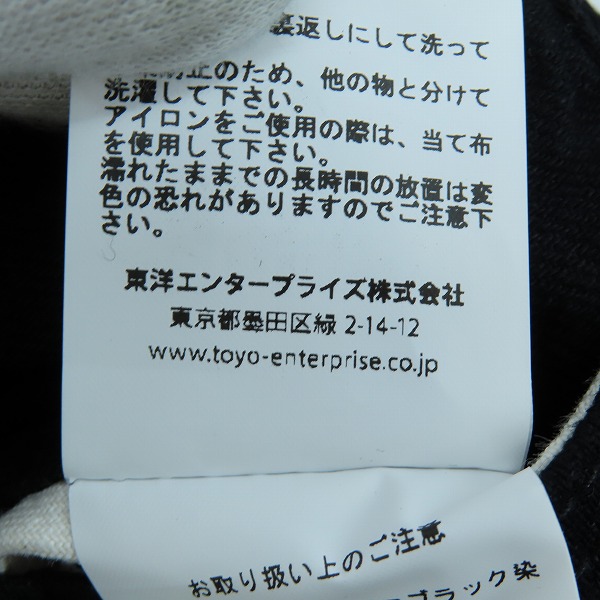 裏返しにして洗って
止のため、他の物と分けて
洗濯して下さい。
アイロンをご使用の際は、当て布
を使用して下さい。
濡れたままでの長時間の放置は変
色の恐れがありますのでご注意下
さい。
東洋エンタープライズ株式会社
東京都墨田区緑 2-14-12
www.toyo-enterprise.co.jp
お取り扱い上のご注意
ブラック染